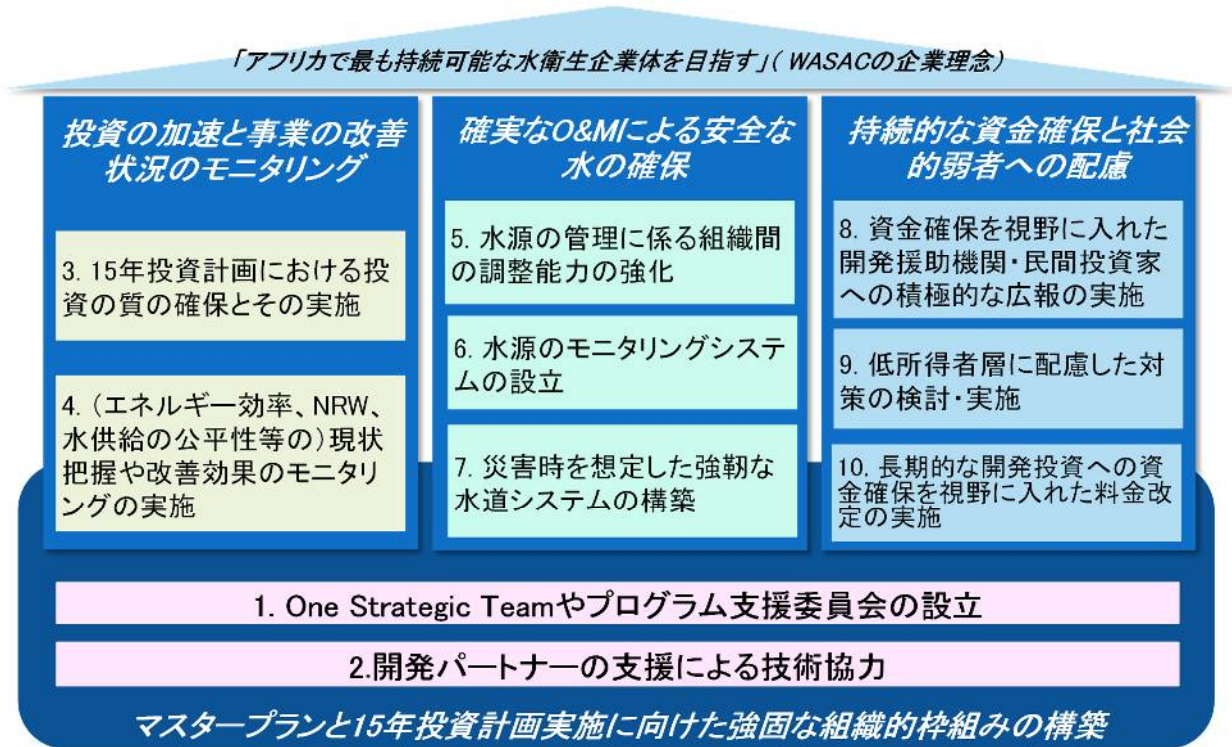 「アフリカで最も持続可能な水衛生企業体を目指す」( WASACの企業理念)
投資の加速と事業の改善
状況のモニタリング
3. 15年投資計画における投
資の質の確保とその実施
4. (エネルギー効率、NRW、
水供給の公平性等の)現状
把握や改善効果のモニタリ
ングの実施
確実なO&Mによる安全な
水の確保
5. 水源の管理に係る組織間
の調整能力の強化
6. 水源のモニタリングシステ
ムの設立
7. 災害時を想定した強靭な
水道システムの構築
持続的な資金確保と社会
的弱者への配慮
8. 資金確保を視野に入れた
開発援助機関・民間投資家
への積極的な広報の実施
9. 低所得者層に配慮した対
策の検討・実施
10. 長期的な開発投資への資
金確保を視野に入れた料金改
定の実施
1. One Strategic Teamやプログラム支援委員会の設立
2.開発パートナーの支援による技術協力
マスタープランと15年投資計画実施に向けた強固な組織的枠組みの構築